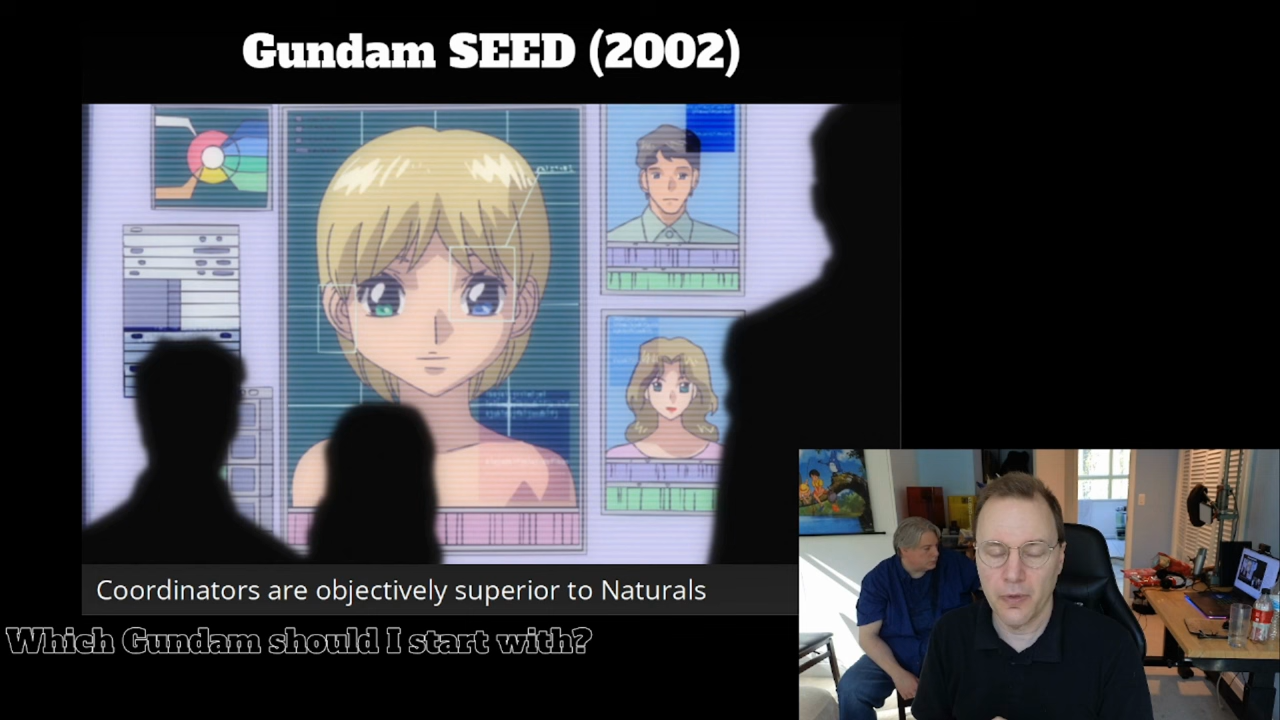 Gundam SEED (2002)
Coordinators are objectively superior to Naturals
Which Gundam should I start with?